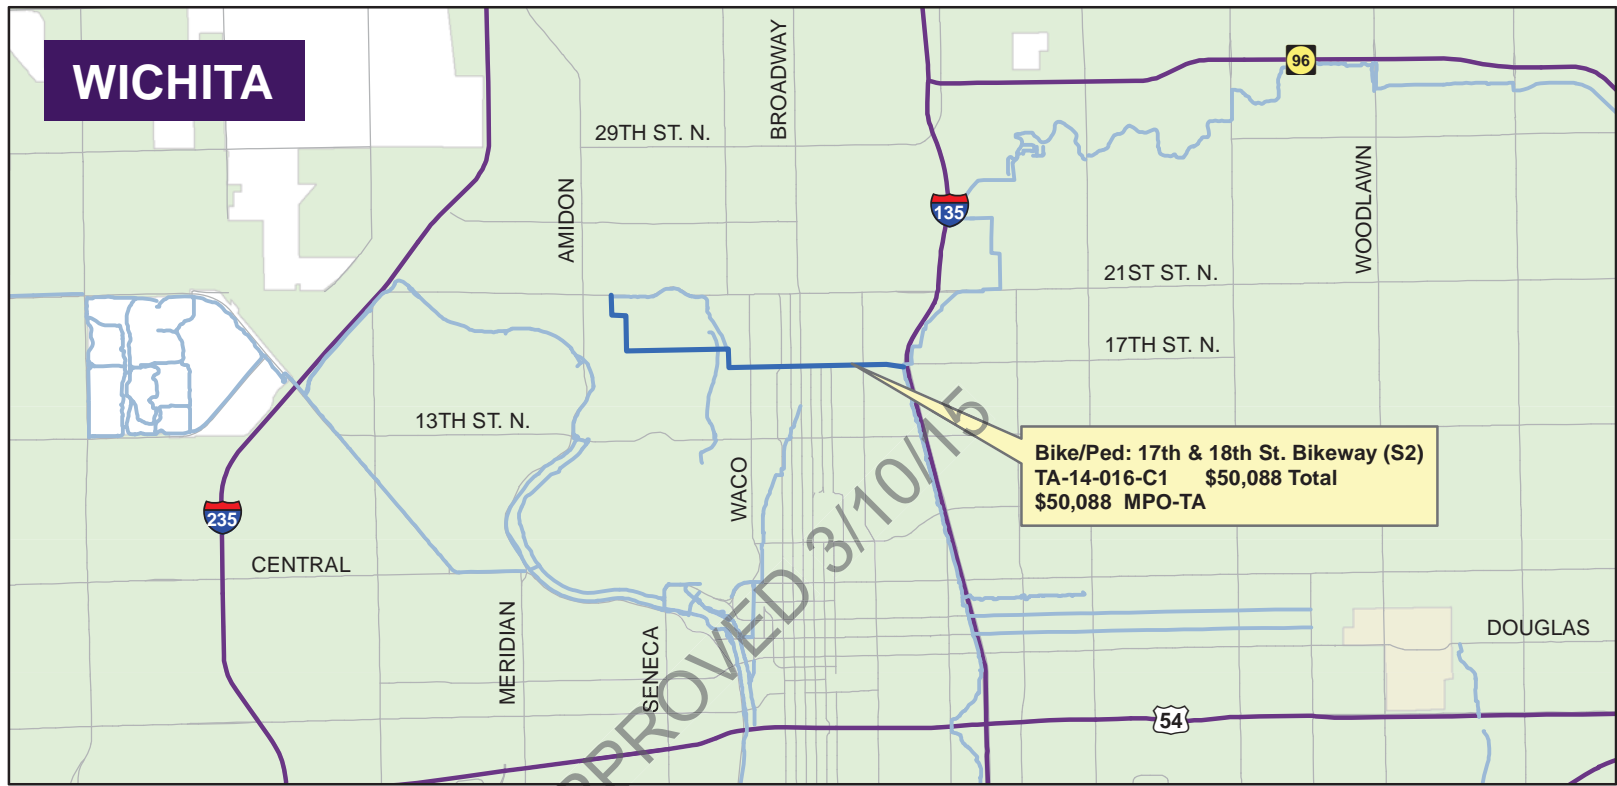 WICHITA
BROADWAY
96
29TH ST. N.
WOODLAWN
AMIDON
135
21ST ST. N.
17TH ST. N.
13TH ST. N.
Bike/Ped: 17th & 18th St. Bikeway (S2)
TA-14-016-C1 $50,088 Total
$50,088 MPO-TA
WACO
235
CENTRAL
MERIDIAN
SENECA
DOUGLAS
54
APPROVED 3/10/15